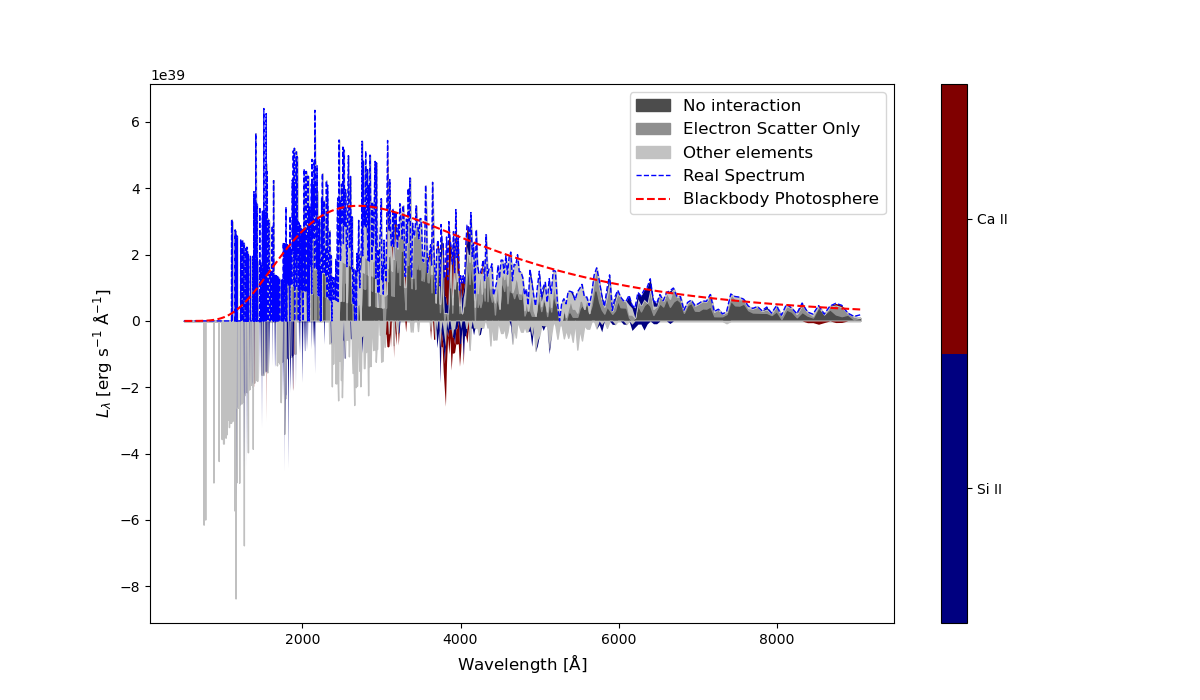 1e39
6
4
2
0
−2
−4
−6
−8
L_λ [erg s⁻¹ Å⁻¹]
2000
4000
6000
8000
Wavelength [Å]
No interaction
Electron Scatter Only
Other elements
Real Spectrum
Blackbody Photosphere
Ca II
Si II